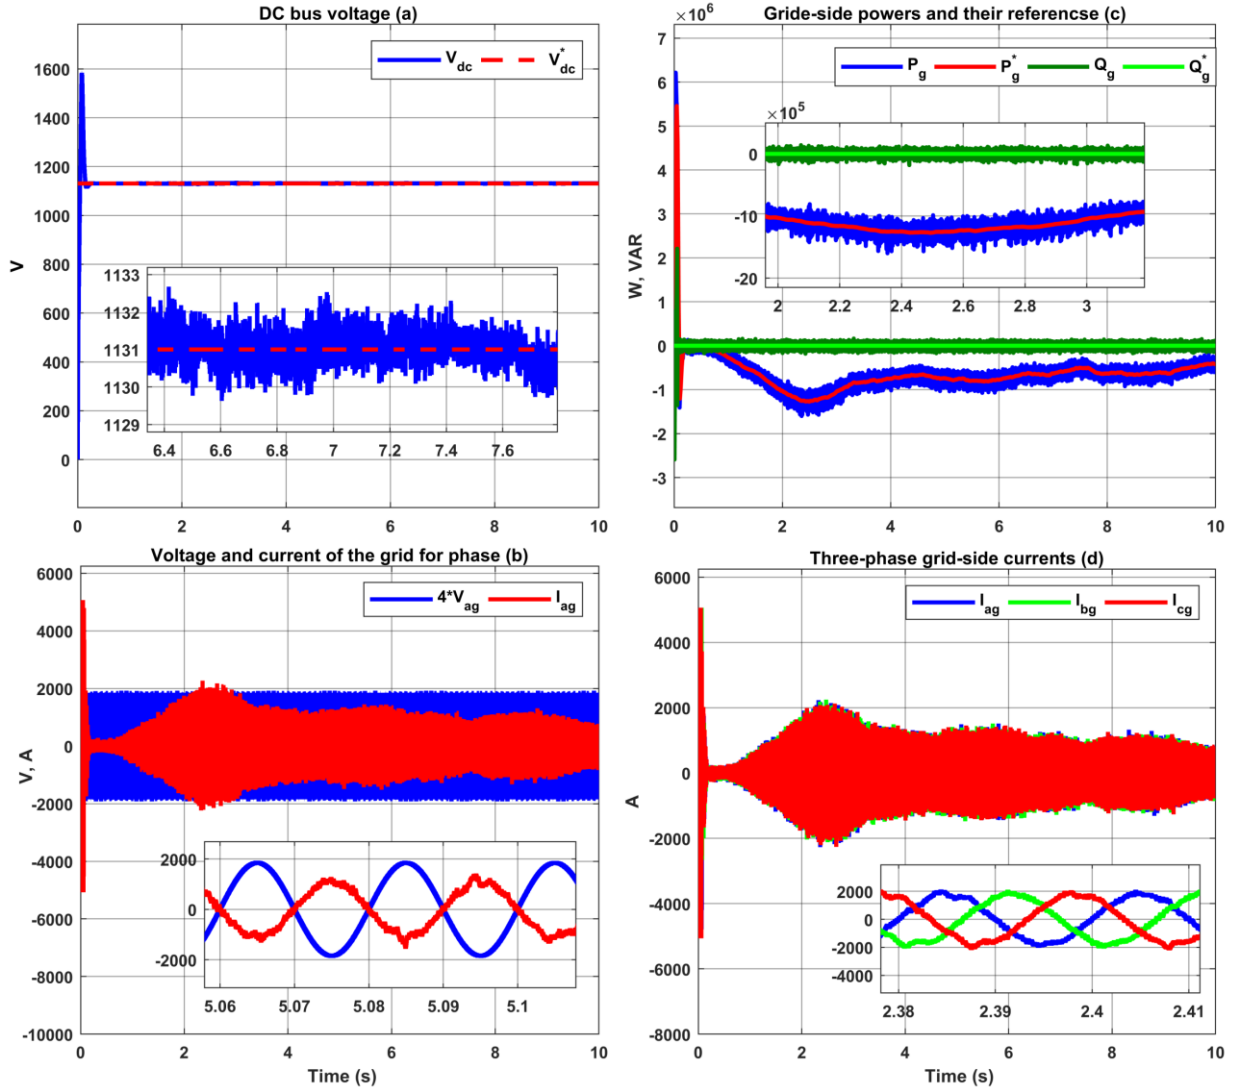 DC bus voltage (a)
V_dc V*_dc
1600
1400
1200
1000
800
600
400
200
0
V
1133
1132
1131
1130
1129
6.4 6.6 6.8 7 7.2 7.4 7.6
0 2 4 6 8 10
Gride-side powers and their referencse (c)
×10^6
P_g P*_g Q_g Q*_g
7
6
5
4
3
2
1
0
-1
-2
-3
W, VAR
×10^5
0
-10
-20
2 2.2 2.4 2.6 2.8 3
0 2 4 6 8 10
Voltage and current of the grid for phase (b)
4*V_ag I_ag
6000
4000
2000
0
-2000
-4000
-6000
-8000
-10000
V, A
2000
0
-2000
5.06 5.07 5.08 5.09 5.1
0 2 4 6 8 10
Time (s)
Three-phase grid-side currents (d)
I_ag I_bg I_cg
6000
4000
2000
0
-2000
-4000
-6000
-8000
A
2000
0
-2000
-4000
2.38 2.39 2.4 2.41
0 2 4 6 8 10
Time (s)